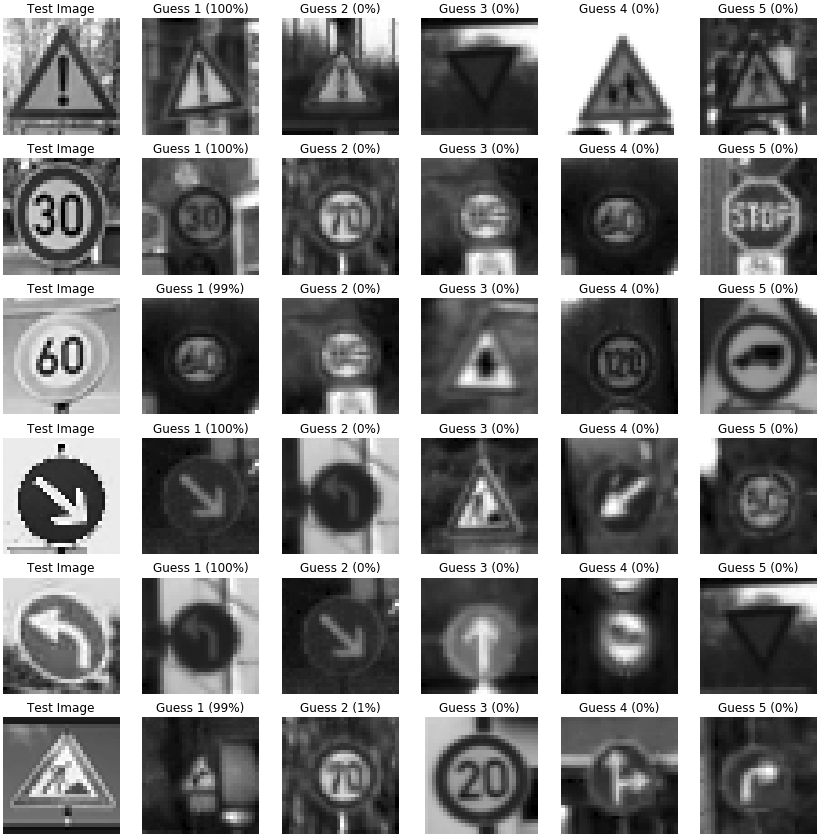 Test Image Guess 1 (100%) Guess 2 (0%) Guess 3 (0%) Guess 4 (0%) Guess 5 (0%)
Test Image Guess 1 (100%) Guess 2 (0%) Guess 3 (0%) Guess 4 (0%) Guess 5 (0%)
30 30 70 STOP
Test Image Guess 1 (99%) Guess 2 (0%) Guess 3 (0%) Guess 4 (0%) Guess 5 (0%)
60
Test Image Guess 1 (100%) Guess 2 (0%) Guess 3 (0%) Guess 4 (0%) Guess 5 (0%)
Test Image Guess 1 (100%) Guess 2 (0%) Guess 3 (0%) Guess 4 (0%) Guess 5 (0%)
Test Image Guess 1 (99%) Guess 2 (1%) Guess 3 (0%) Guess 4 (0%) Guess 5 (0%)
70 20